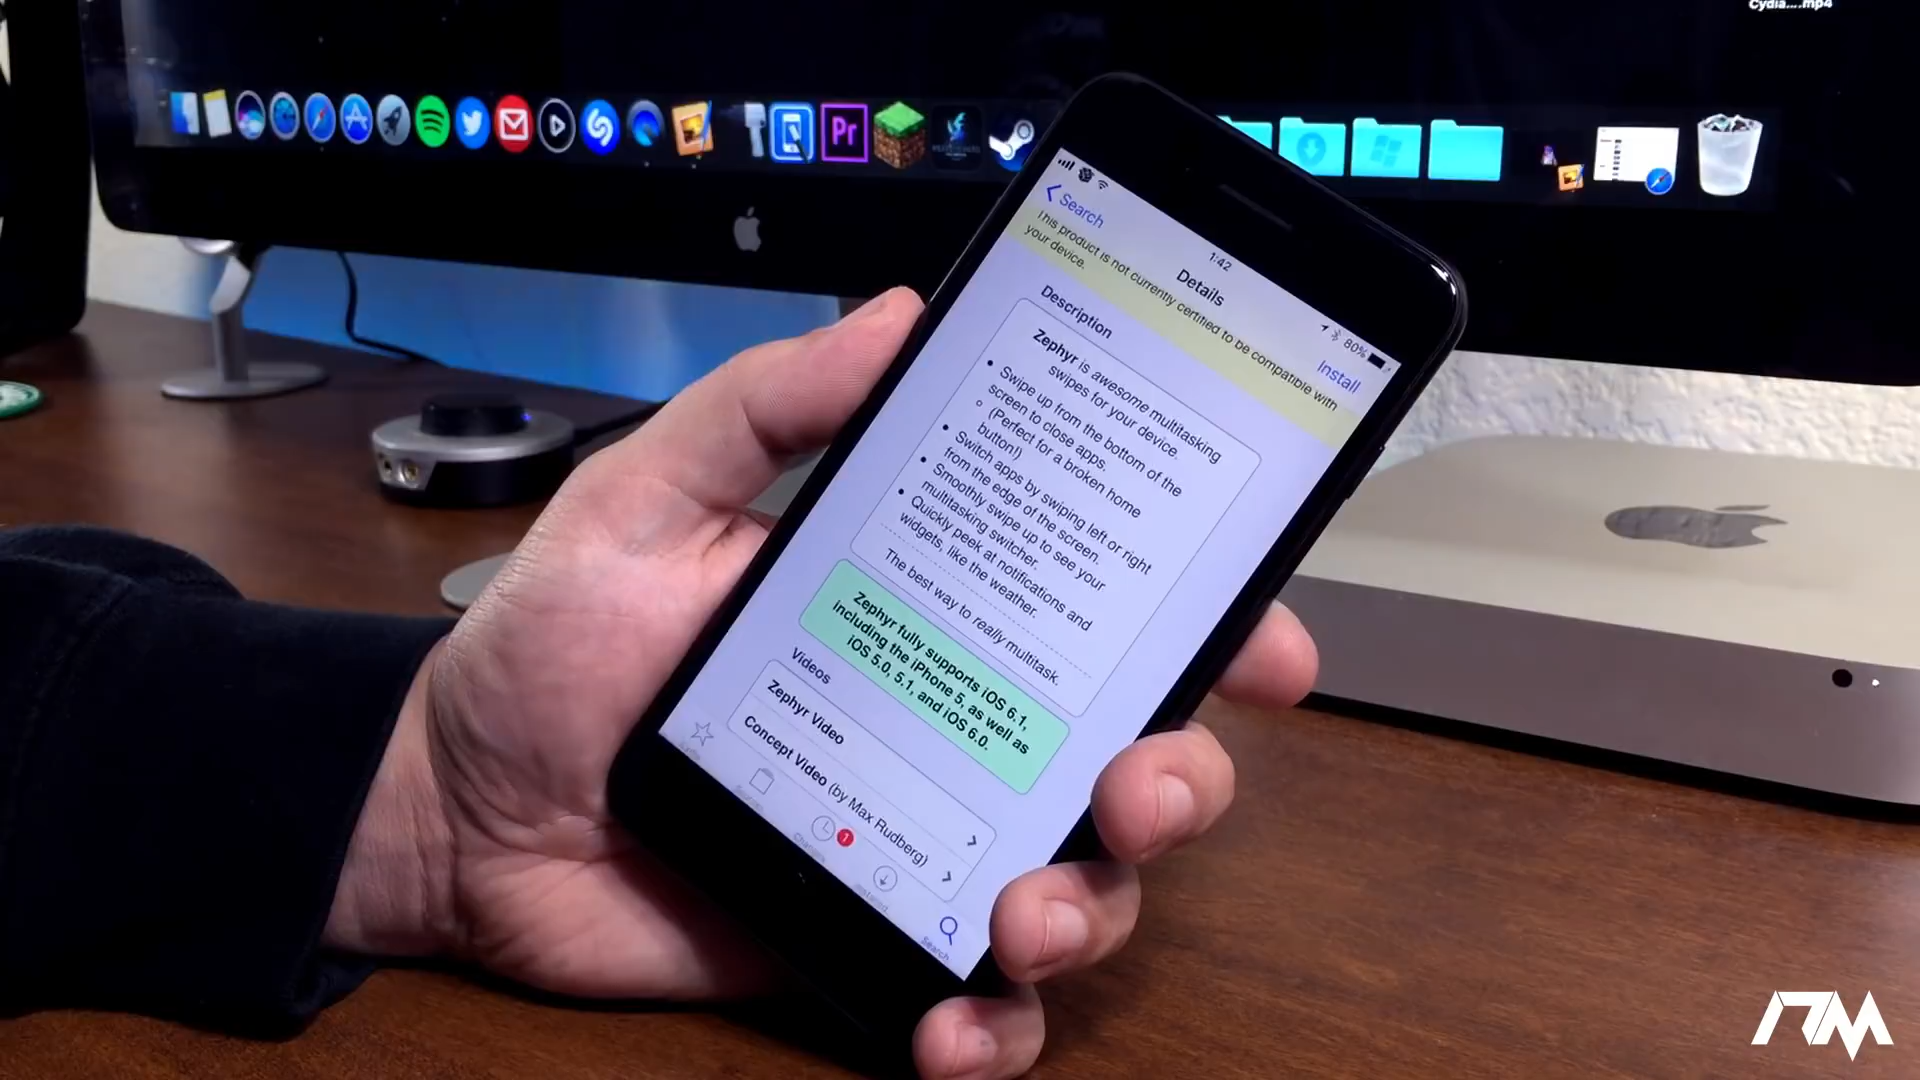 Cydia....mp4
Pr
Search
1:42
80%
Details
Install
This product is not currently certified to be compatible with
your device.
Description
Zephyr is awesome multitasking
swipes for your device.
Swipe up from the bottom of the
screen to close apps.
(Perfect for a broken home
button!)
Switch apps by swiping left or right
from the edge of the screen.
Smoothly swipe up to see your
multitasking switcher.
Quickly peek at notifications and
widgets, like the weather.
The best way to really multitask.
Zephyr fully supports iOS 6.1,
including the iPhone 5, as well as
iOS 5.0, 5.1, and iOS 6.0.
Videos
Zephyr Video
Concept Video (by Max Rudberg)
1
Search